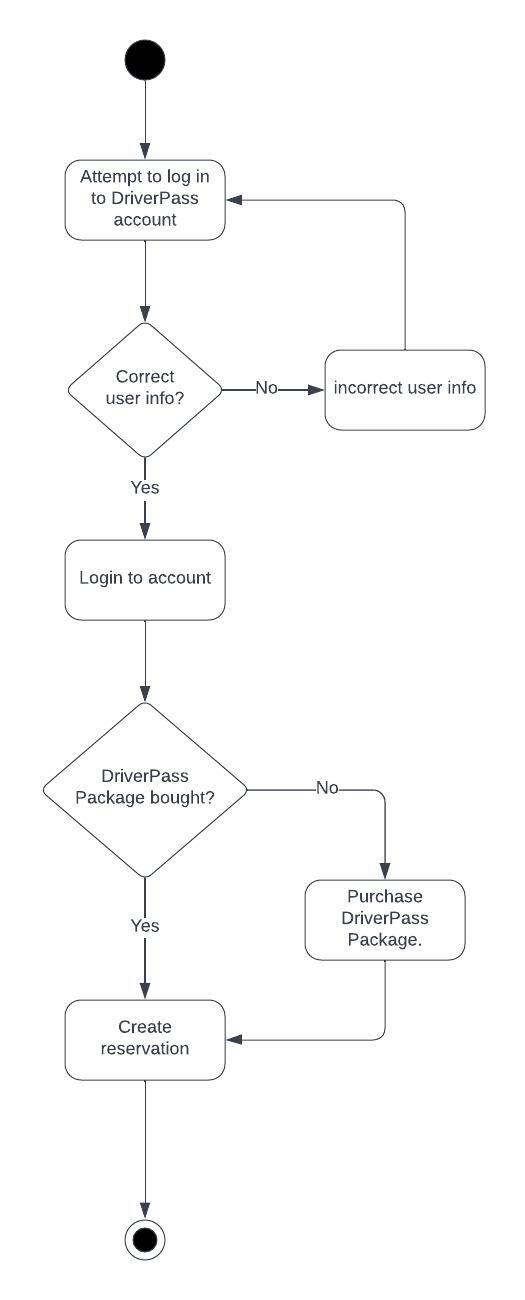 Attempt to log in
to DriverPass
account
Correct
user info?
No
incorrect user info
Yes
Login to account
DriverPass
Package bought?
No
Purchase
DriverPass
Package.
Yes
Create
reservation